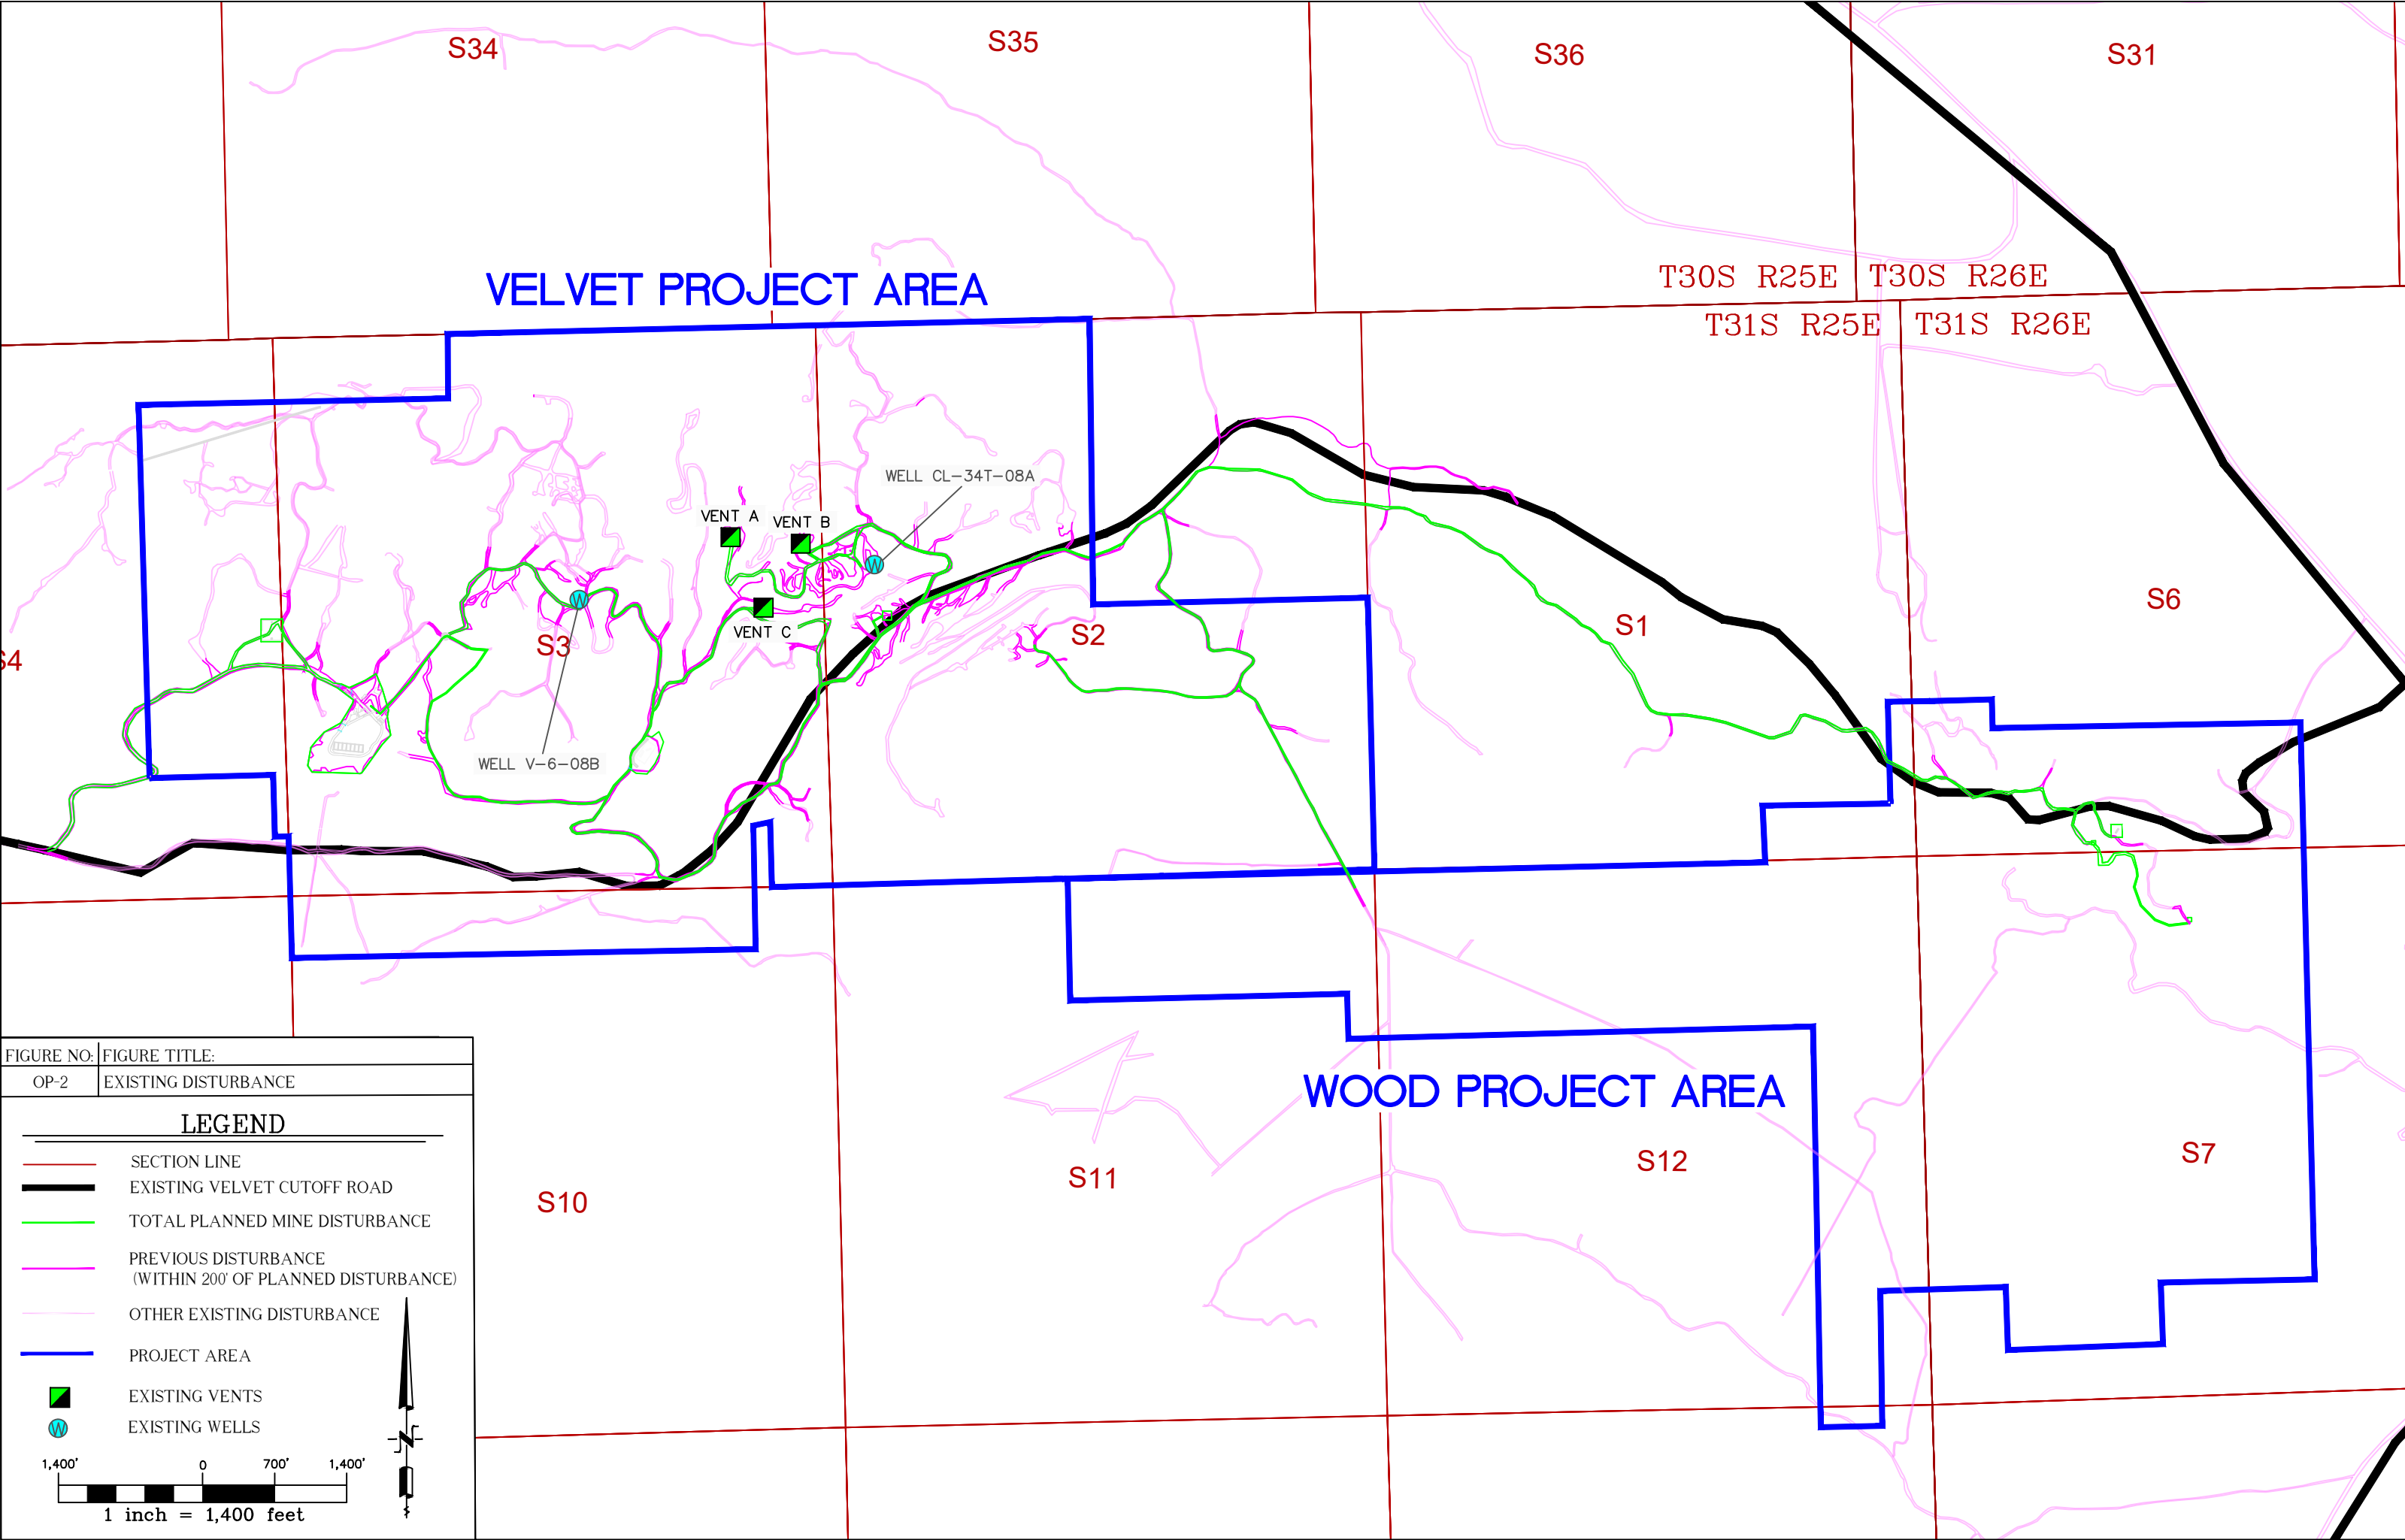 S34
S35
S36
S31
VELVET PROJECT AREA
T30S R25E
T30S R26E
T31S R25E
T31S R26E
WELL CL-34T-08A
VENT A
VENT B
W
W
VENT C
S4
S3
S2
S1
S6
WELL V-6-08B
WOOD PROJECT AREA
S10
S11
S12
S7
FIGURE NO: FIGURE TITLE:
OP-2 EXISTING DISTURBANCE
LEGEND
SECTION LINE
EXISTING VELVET CUTOFF ROAD
TOTAL PLANNED MINE DISTURBANCE
PREVIOUS DISTURBANCE
(WITHIN 200' OF PLANNED DISTURBANCE)
OTHER EXISTING DISTURBANCE
PROJECT AREA
EXISTING VENTS
W EXISTING WELLS
N
1,400' 0 700' 1,400'
1 inch = 1,400 feet